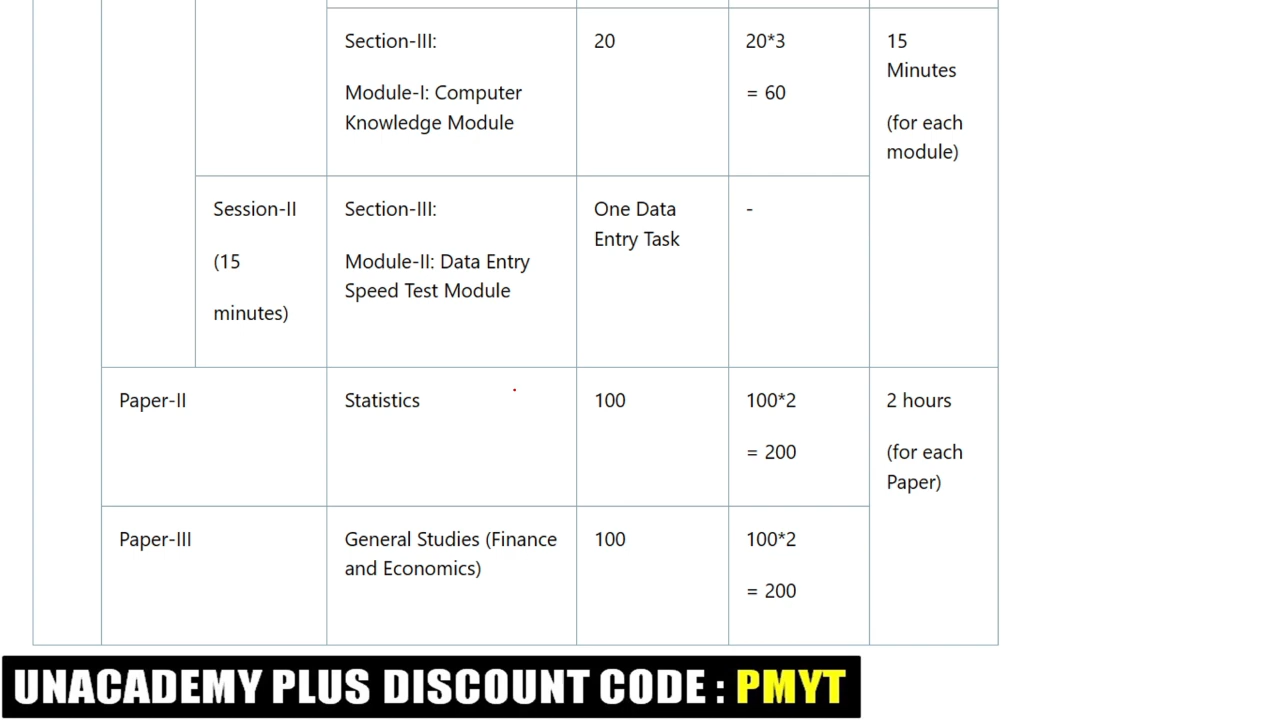 Section-III:
20
20*3
15
Minutes
Module-I: Computer
Knowledge Module
= 60
(for each
module)
Session-II
(15
minutes)
Section-III:
Module-II: Data Entry
Speed Test Module
One Data
Entry Task
-
Paper-II
Statistics
100
100*2
= 200
2 hours
(for each
Paper)
Paper-III
General Studies (Finance
and Economics)
100
100*2
= 200
UNACADEMY PLUS DISCOUNT CODE : PMYT